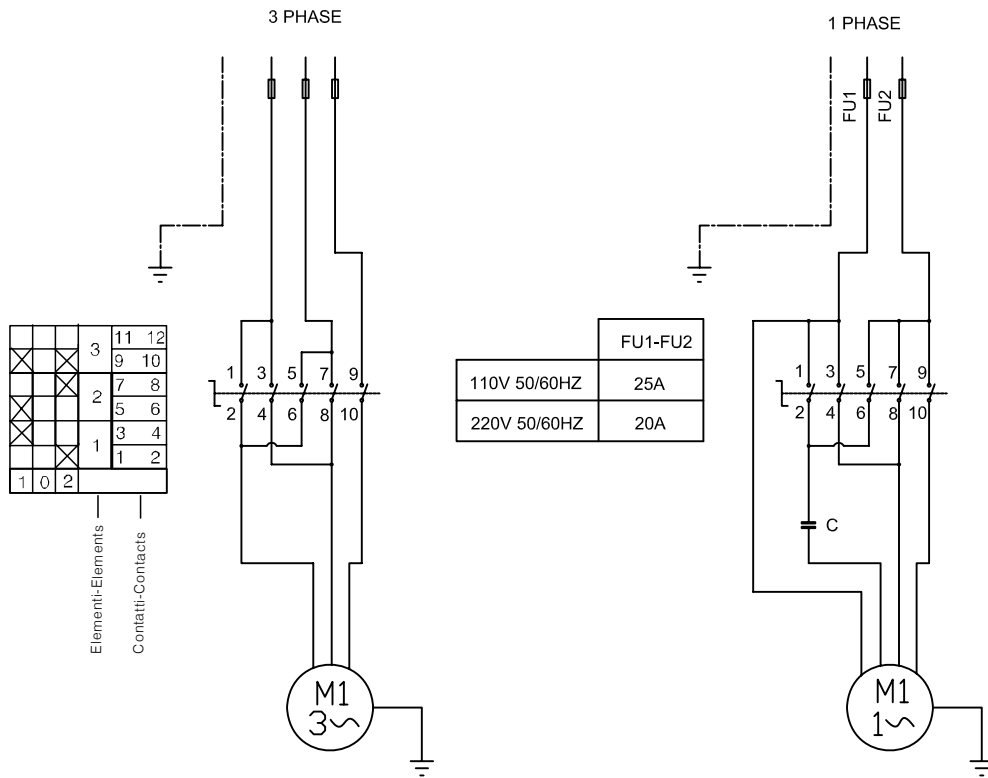 3 PHASE
1 PHASE
FU1
FU2
3 11 12
9 10
2 7 8
5 6
1 3 4
1 2
1 0 2
Elementi-Elements
Contatti-Contacts
1 3 5 7 9
2 4 6 8 10
M1
3~
FU1-FU2
110V 50/60HZ 25A
220V 50/60HZ 20A
1 3 5 7 9
2 4 6 8 10
C
M1
1~